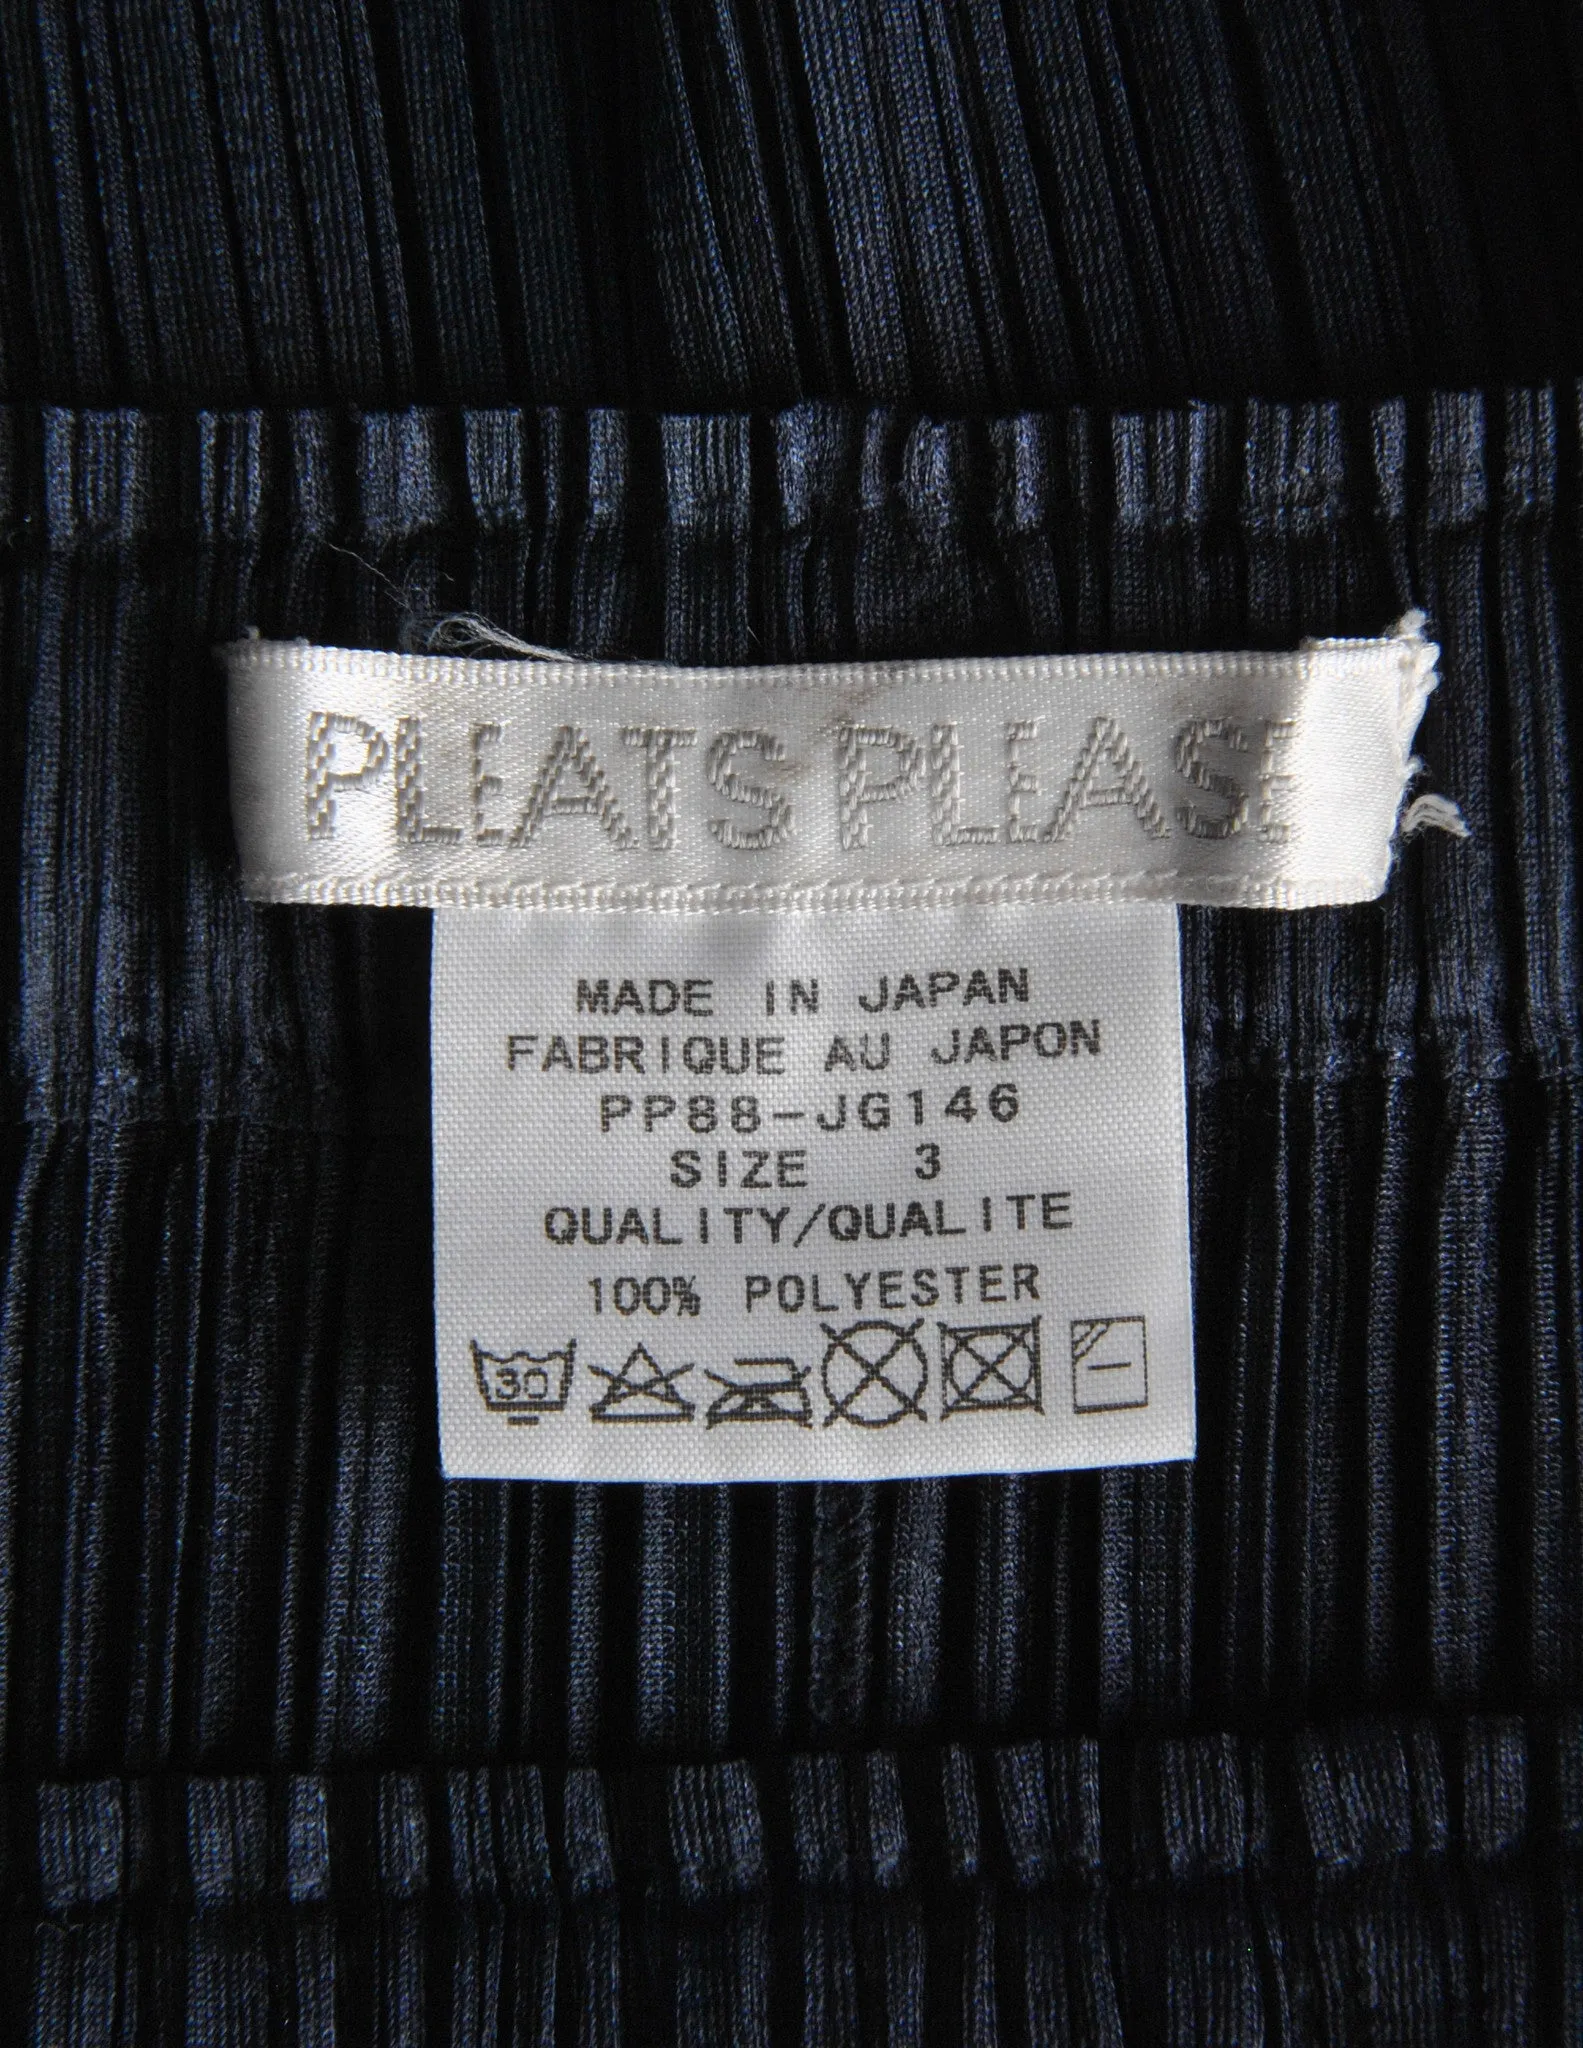 PLEATS PLEASE
MADE IN JAPAN
FABRIQUE AU JAPON
PP88-JG146
SIZE 3
QUALITY/QUALITE
100% POLYESTER
30